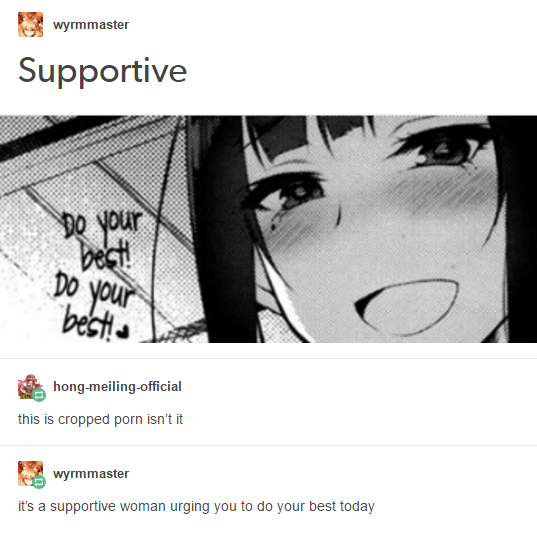 wyrmmaster
Supportive
Do your
best!
Do your
best!
hong-meiling-official
this is cropped porn isn't it
wyrmmaster
it's a supportive woman urging you to do your best today